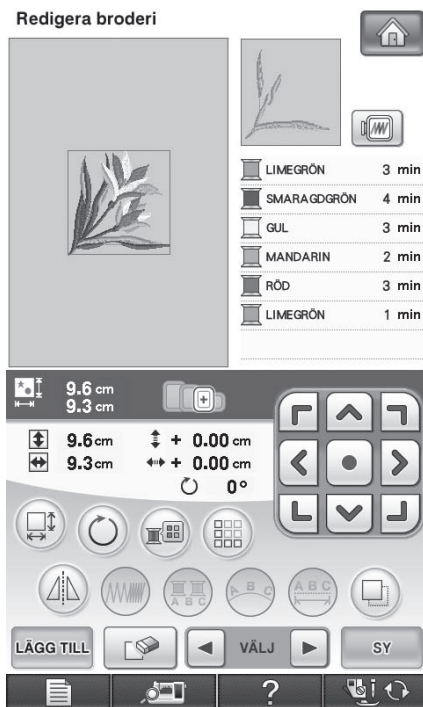 Redigera broderi
LIMEGRÖN 3 min
SMARAGDGRÖN 4 min
GUL 3 min
MANDARIN 2 min
RÖD 3 min
LIMEGRÖN 1 min
9.6 cm
9.3 cm
9.6 cm + 0.00 cm
9.3 cm + 0.00 cm
0°
A B C
A B C
A B C
LÄGG TILL
VÄLJ
SY
?